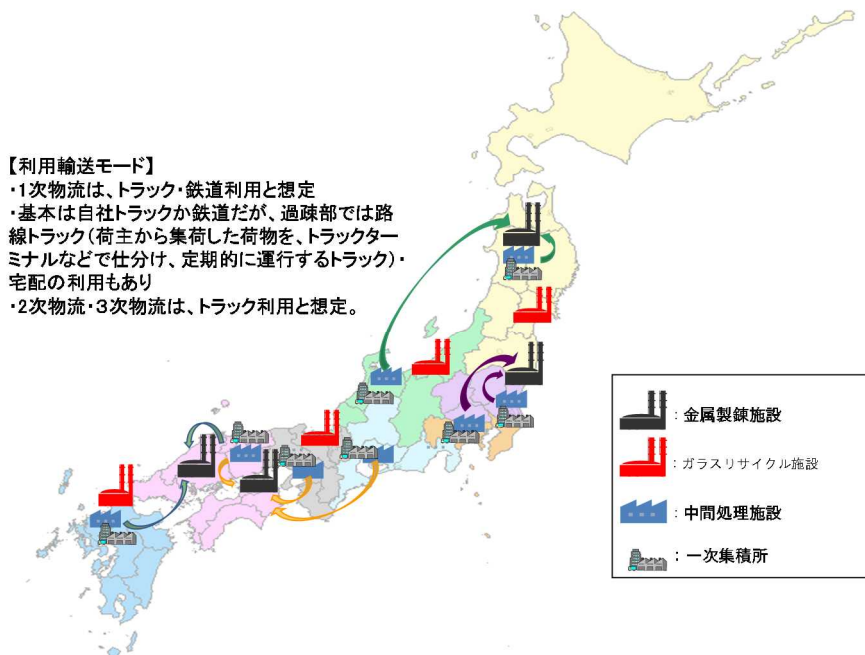 【利用輸送モード】
・1次物流は、トラック・鉄道利用と想定
・基本は自社トラックか鉄道だが、過疎部では路
線トラック（荷主から集荷した荷物を、トラックター
ミナルなどで仕分け、定期的に運行するトラック）・
宅配の利用もあり
・2次物流・3次物流は、トラック利用と想定。
：金属製錬施設
：ガラスリサイクル施設
：中間処理施設
：一次集積所